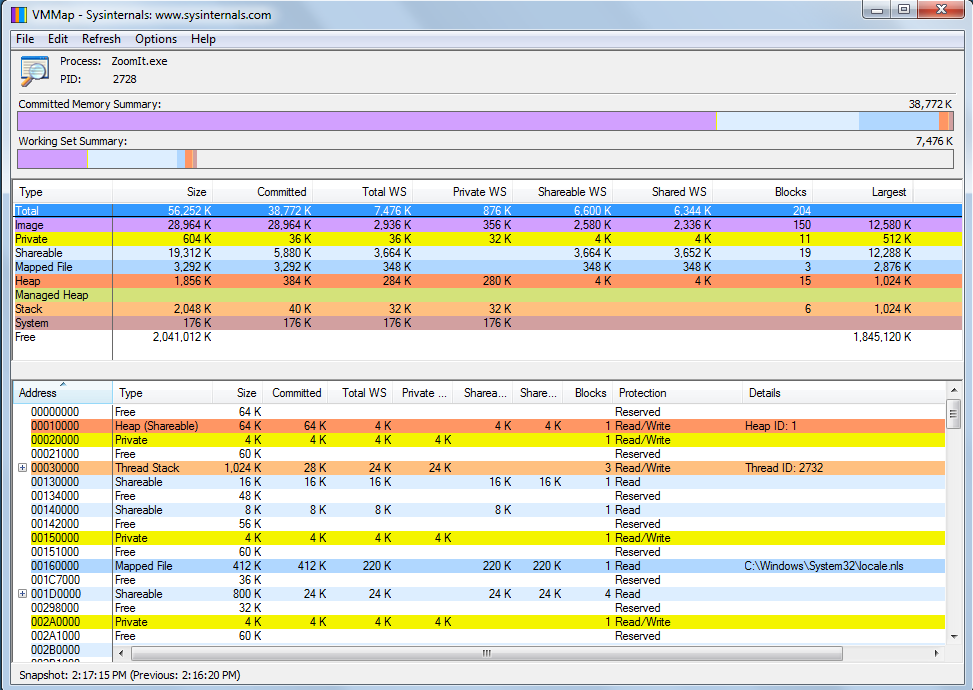 VMMap - Sysinternals: www.sysinternals.com
File Edit Refresh Options Help
Process: ZoomIt.exe
PID: 2728
Committed Memory Summary: 38,772 K
Working Set Summary: 7,476 K
Type Size Committed Total WS Private WS Shareable WS Shared WS Blocks Largest
Total 56,252 K 38,772 K 7,476 K 876 K 6,600 K 6,344 K 204
Image 28,964 K 28,964 K 2,936 K 356 K 2,580 K 2,336 K 150 12,580 K
Private 604 K 36 K 36 K 32 K 4 K 4 K 11 512 K
Shareable 19,312 K 5,880 K 3,664 K 3,664 K 3,652 K 19 12,288 K
Mapped File 3,292 K 3,292 K 348 K 348 K 348 K 3 2,876 K
Heap 1,856 K 384 K 284 K 280 K 4 K 4 K 15 1,024 K
Managed Heap
Stack 2,048 K 40 K 32 K 32 K 6 1,024 K
System 176 K 176 K 176 K 176 K
Free 2,041,012 K 1,845,120 K
Address Type Size Committed Total WS Private ... Sharea... Share... Blocks Protection Details
00000000 Free 64 K Reserved
00010000 Heap (Shareable) 64 K 64 K 4 K 4 K 4 K 1 Read/Write Heap ID: 1
00020000 Private 4 K 4 K 4 K 4 K 1 Read/Write
00021000 Free 60 K Reserved
00030000 Thread Stack 1,024 K 28 K 24 K 24 K 3 Read/Write Thread ID: 2732
00130000 Shareable 16 K 16 K 16 K 16 K 16 K 1 Read
00134000 Free 48 K Reserved
00140000 Shareable 8 K 8 K 8 K 8 K 1 Read
00142000 Free 56 K Reserved
00150000 Private 4 K 4 K 4 K 4 K 1 Read/Write
00151000 Free 60 K Reserved
00160000 Mapped File 412 K 412 K 220 K 220 K 220 K 1 Read C:\Windows\System32\locale.nls
001C7000 Free 36 K Reserved
001D0000 Shareable 800 K 24 K 24 K 24 K 24 K 4 Read
00298000 Free 32 K Reserved
002A0000 Private 4 K 4 K 4 K 4 K 1 Read/Write
002A1000 Free 60 K Reserved
002B0000
Snapshot: 2:17:15 PM (Previous: 2:16:20 PM)